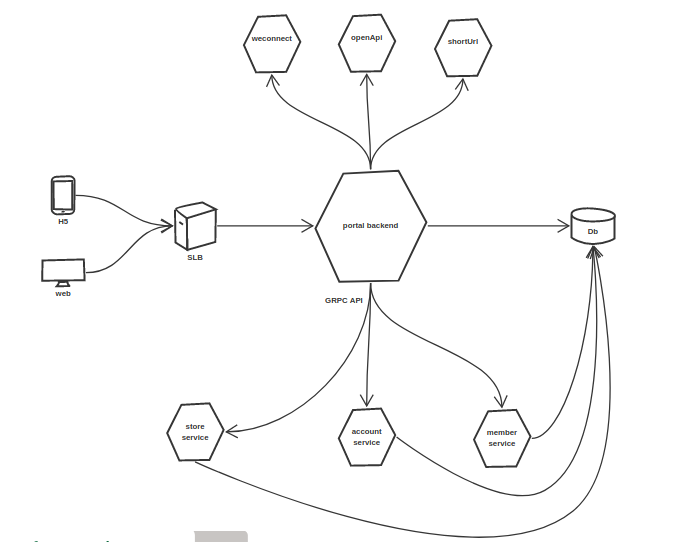 weconnect
openApi
shortUrl
H5
SLB
portal backend
Db
web
GRPC API
store
service
account
service
member
service